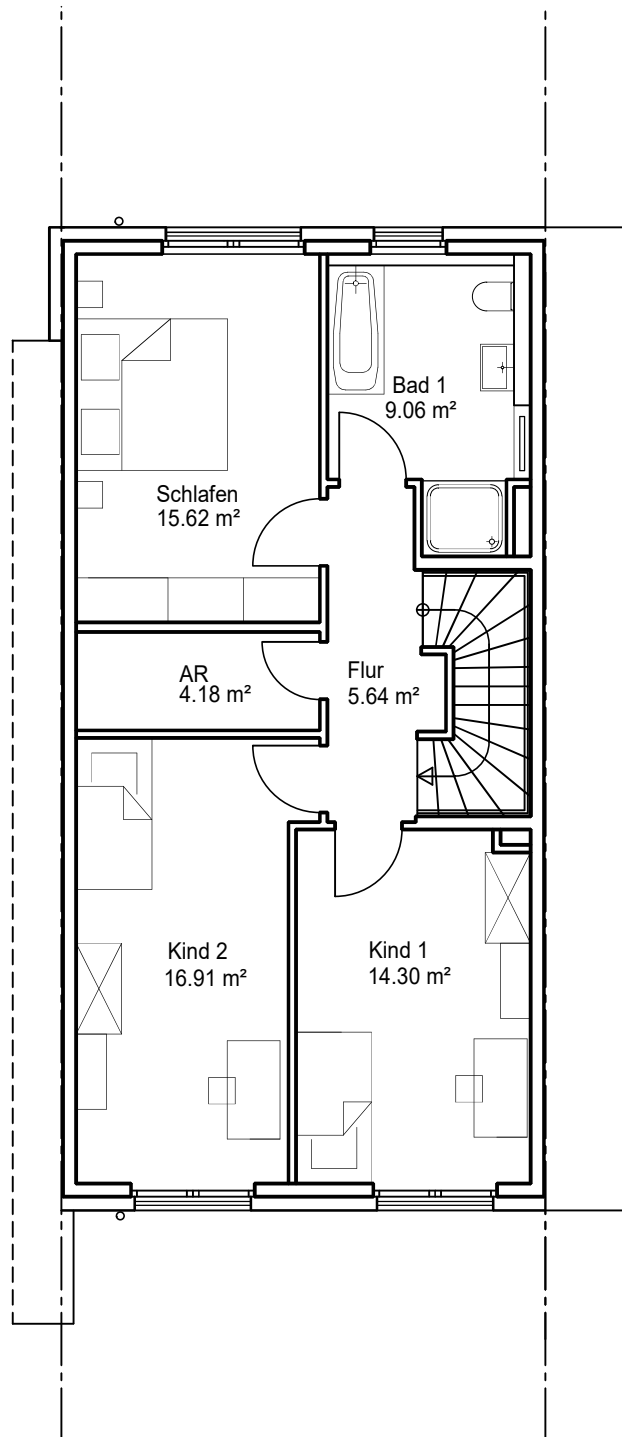 Bad 1
9.06 m²
Schlafen
15.62 m²
AR
4.18 m²
Flur
5.64 m²
Kind 2
16.91 m²
Kind 1
14.30 m²